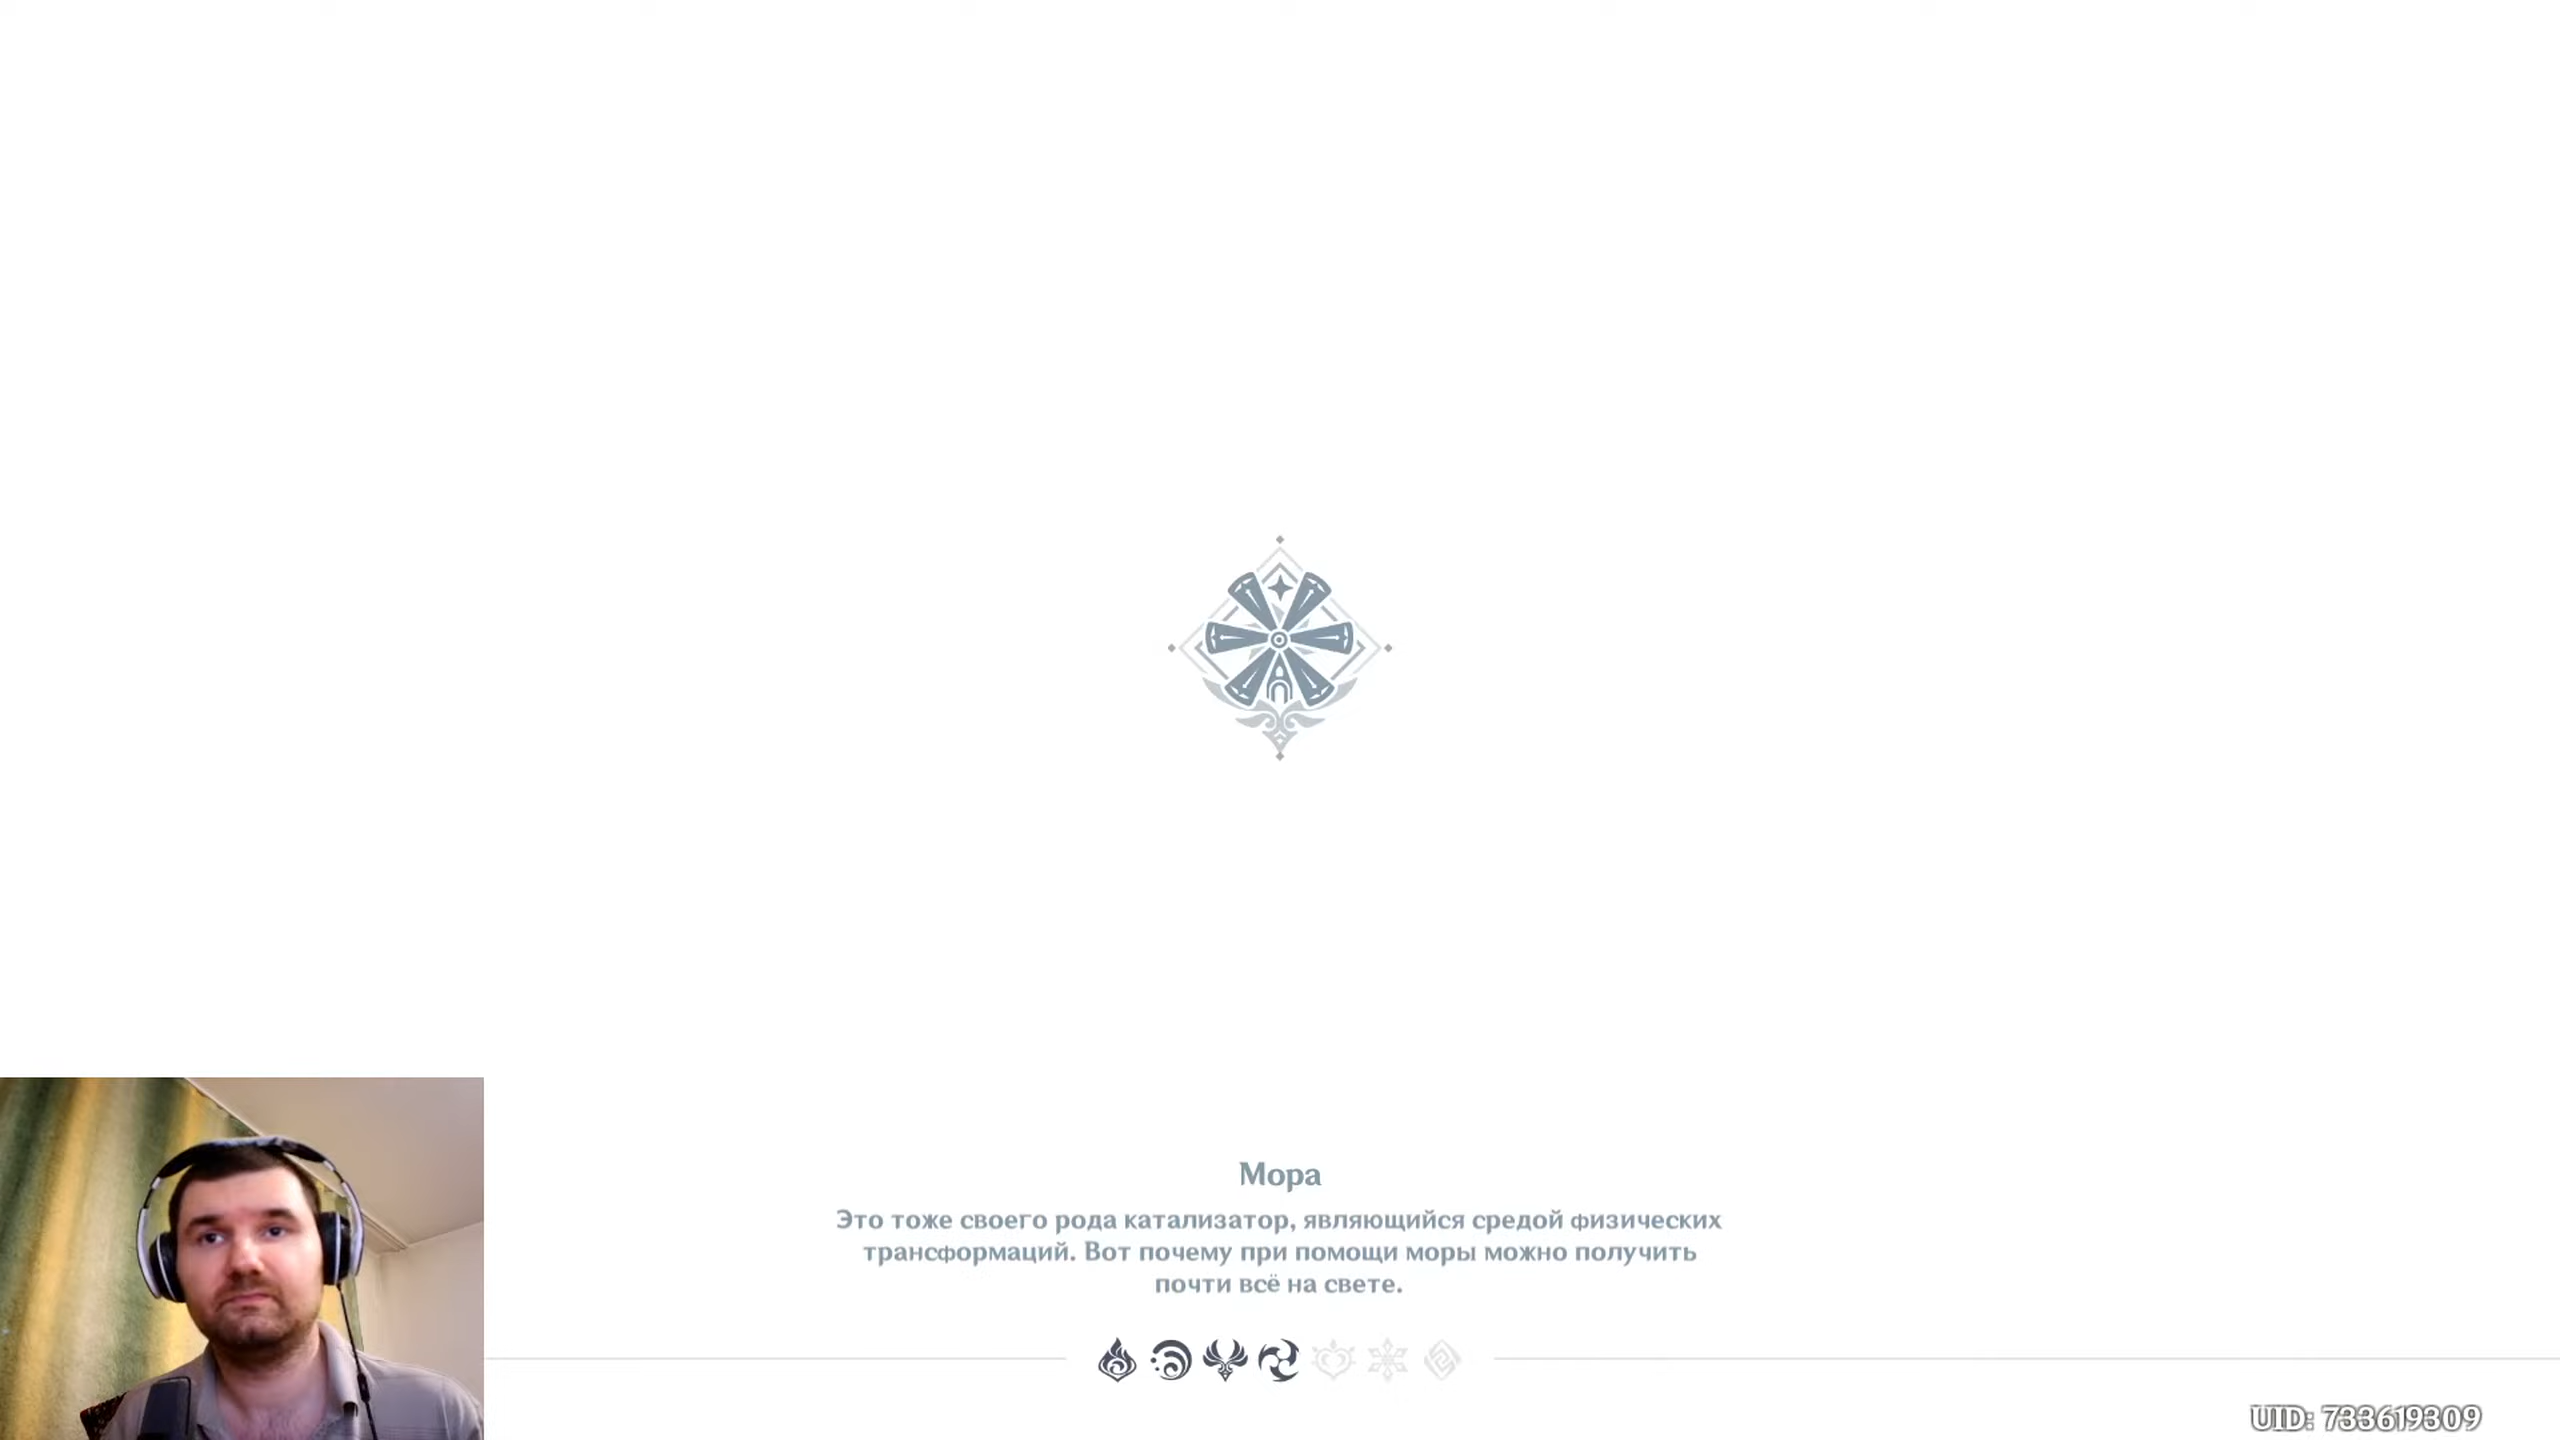 Мора
Это тоже своего рода катализатор, являющийся средой физических
трансформаций. Вот почему при помощи моры можно получить
почти всё на свете.
UID: 733619309